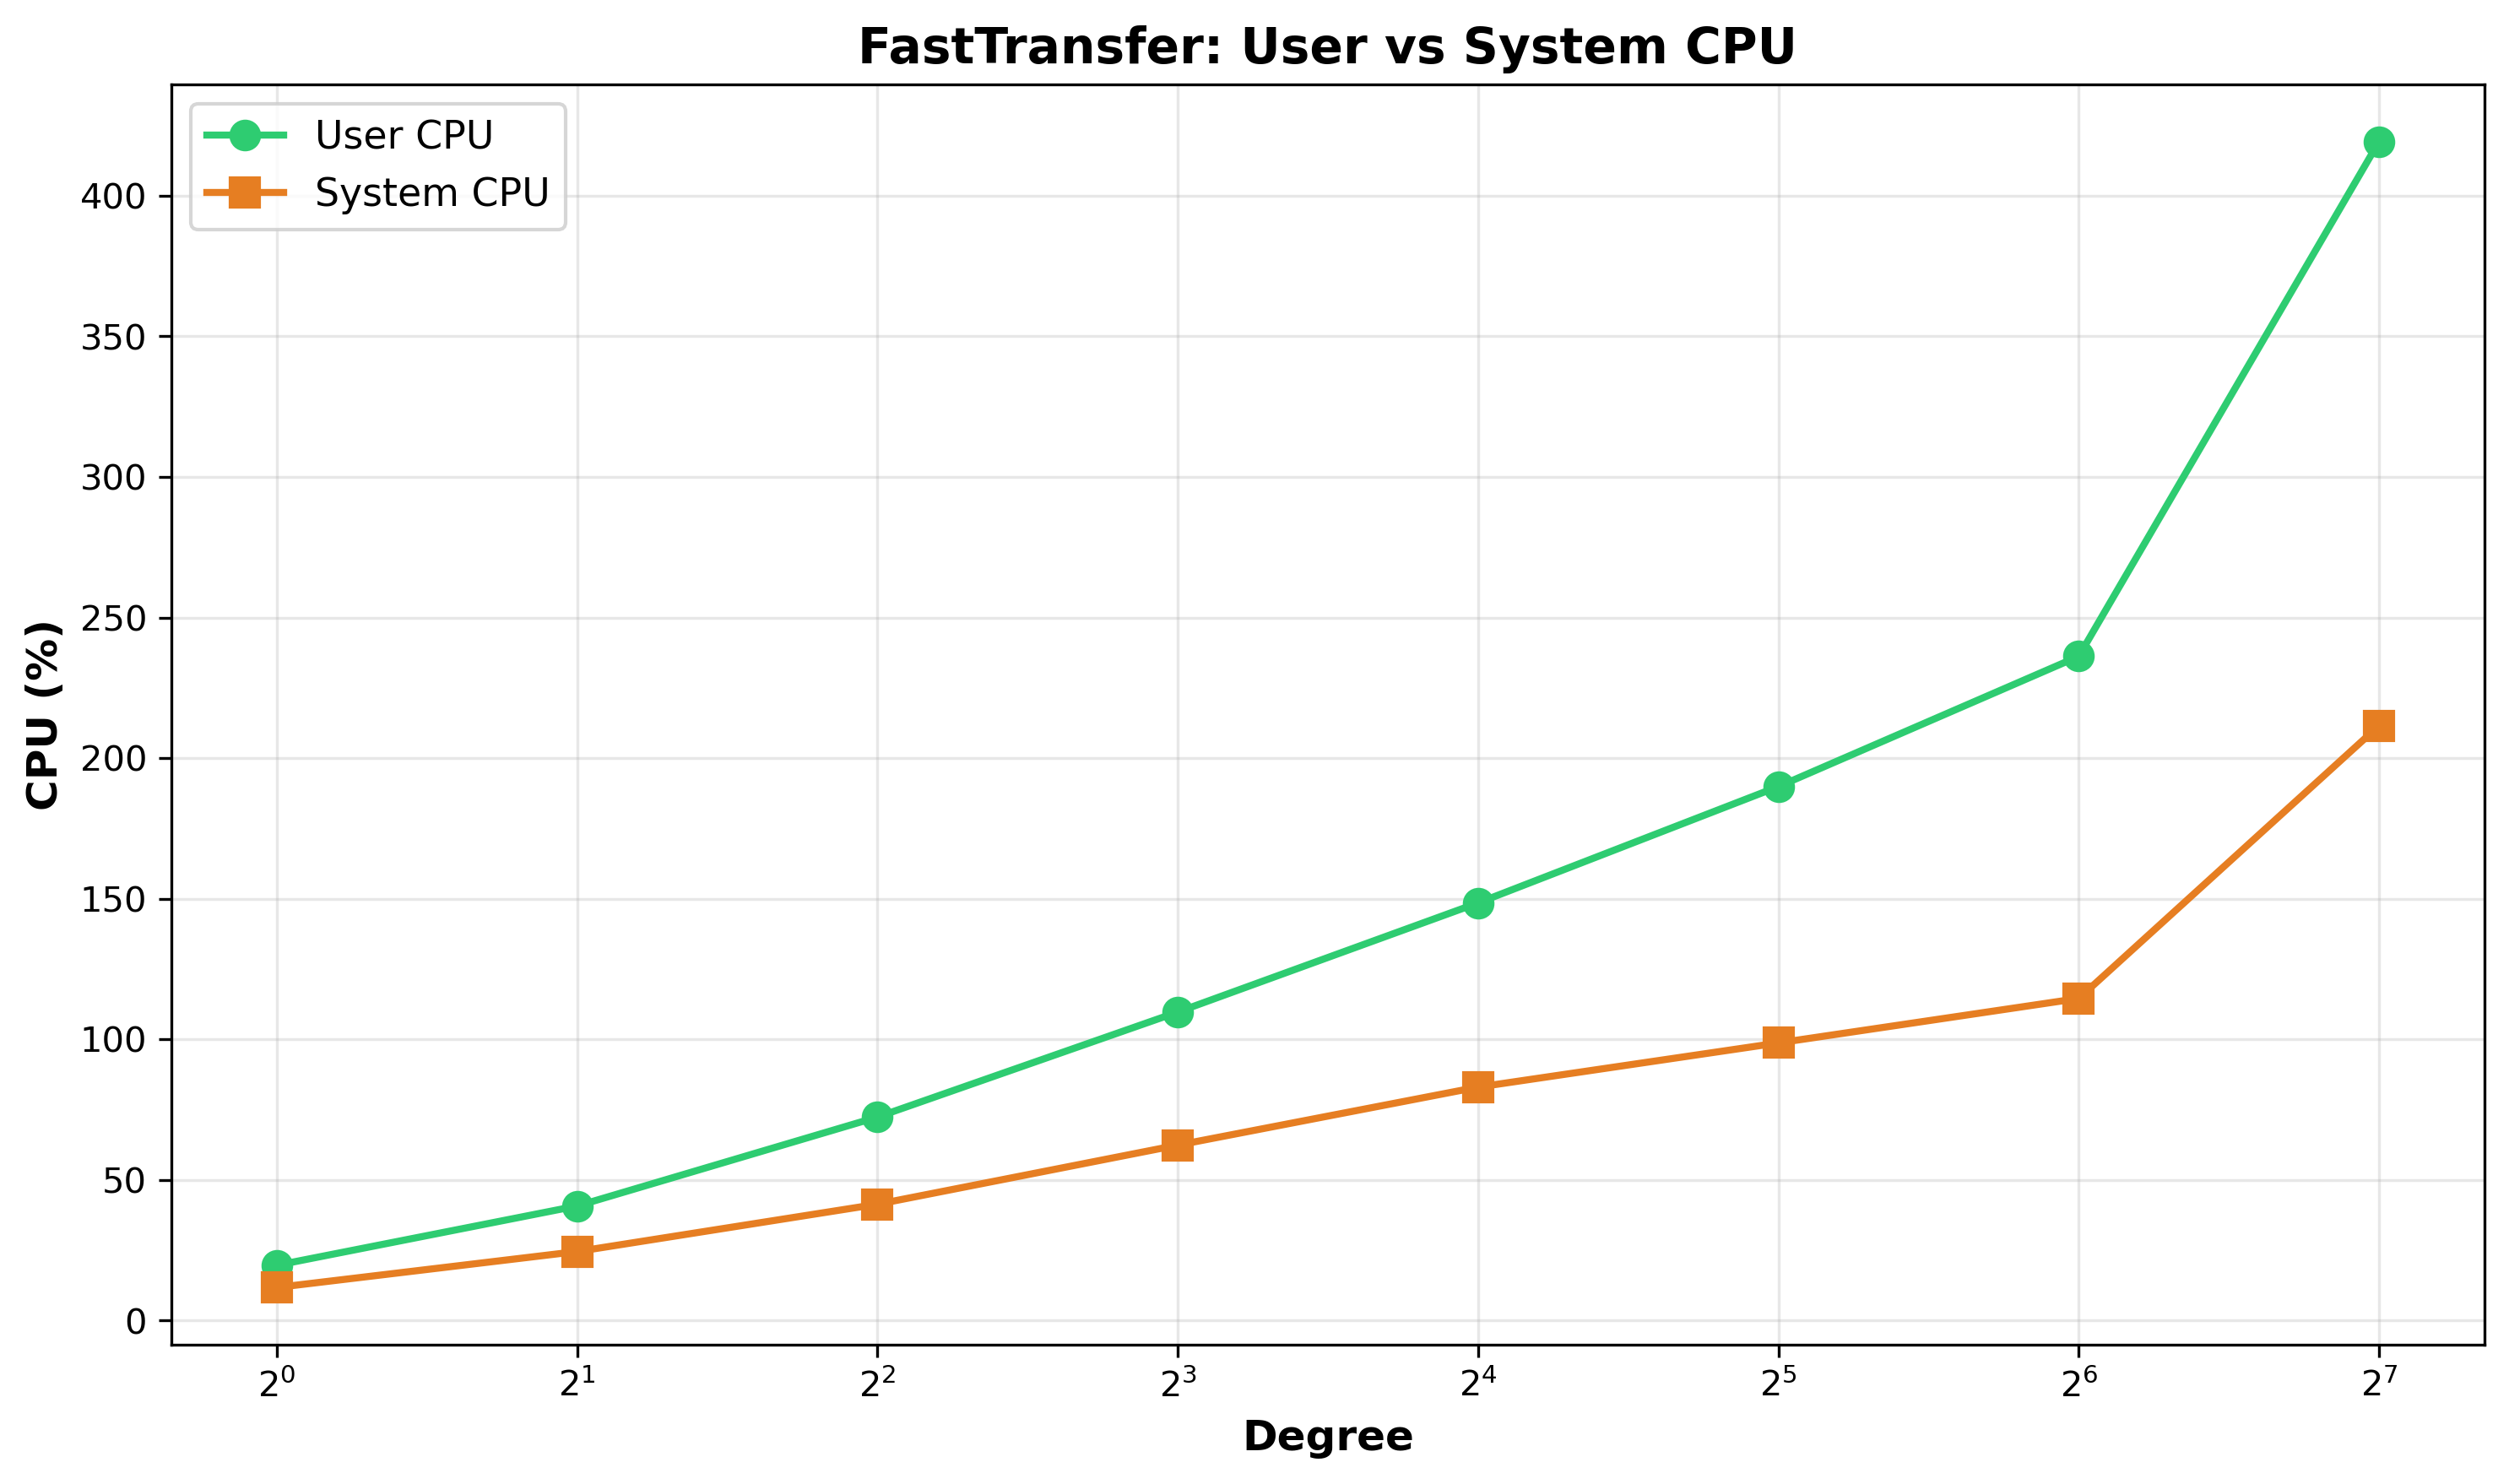 FastTransfer: User vs System CPU
User CPU
System CPU
CPU (%)
400
350
300
250
200
150
100
50
0
2⁰ 2¹ 2² 2³ 2⁴ 2⁵ 2⁶ 2⁷
Degree